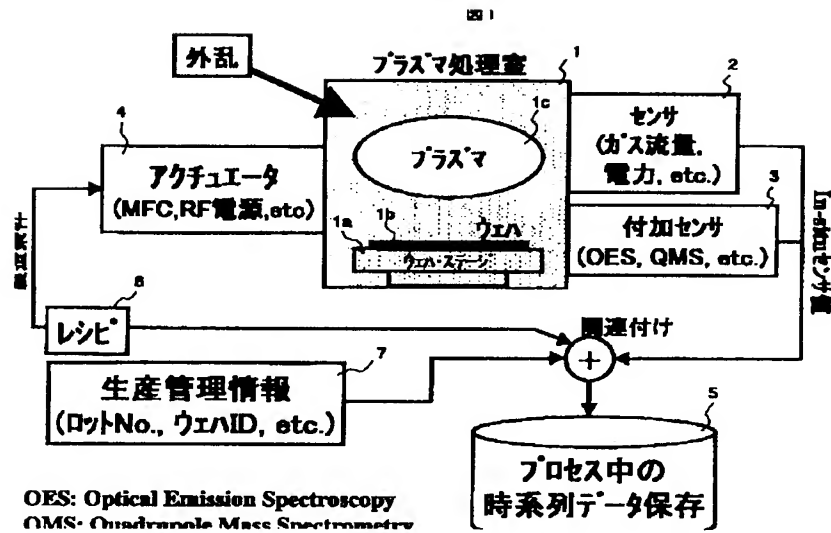 図1
外乱
プラズマ処理室
1
2
センサ
(ガス流量,
電力, etc.)
4
アクチュエータ
(MFC,RF電源,etc)
1c
プラズマ
3
付加センサ
(OES, QMS, etc.)
1a
1b
ウェハ
ウェハ・ステージ
In-situセンサ値
6
レシピ
関連付け
+
7
生産管理情報
(ロットNo., ウェハID, etc.)
5
プロセス中の
時系列データ保存
OES: Optical Emission Spectroscopy
QMS: Quadrupole Mass Spectrometry